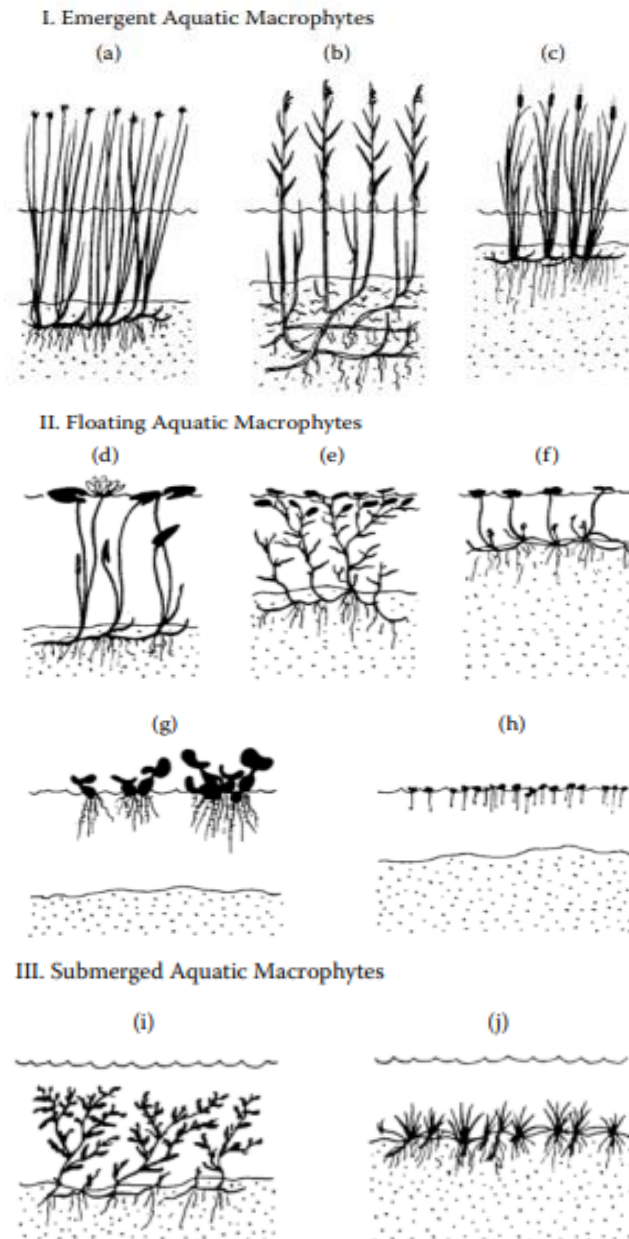 I. Emergent Aquatic Macrophytes
(a) (b) (c)
II. Floating Aquatic Macrophytes
(d) (e) (f)
(g) (h)
III. Submerged Aquatic Macrophytes
(i) (j)